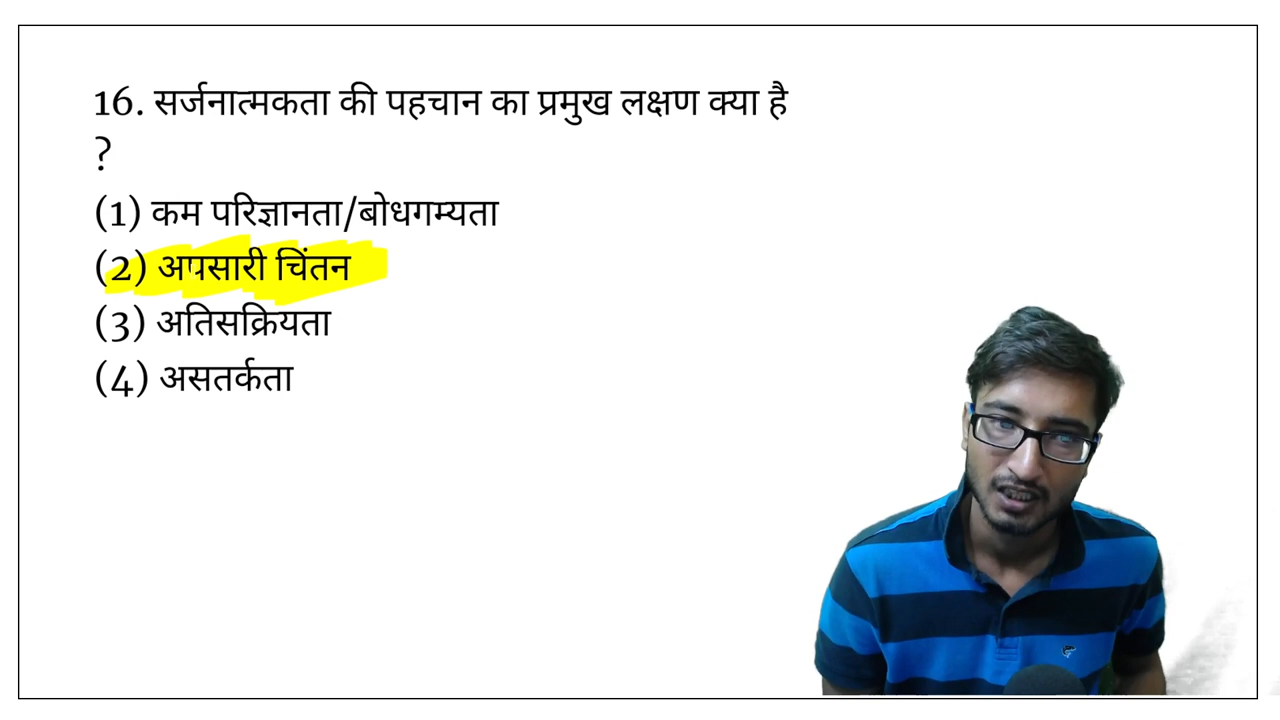 16. सर्जनात्मकता की पहचान का प्रमुख लक्षण क्या है
?
(1) कम परिज्ञानता/बोधगम्यता
(2) अपसारी चिंतन
(3) अतिसक्रियता
(4) असतर्कता